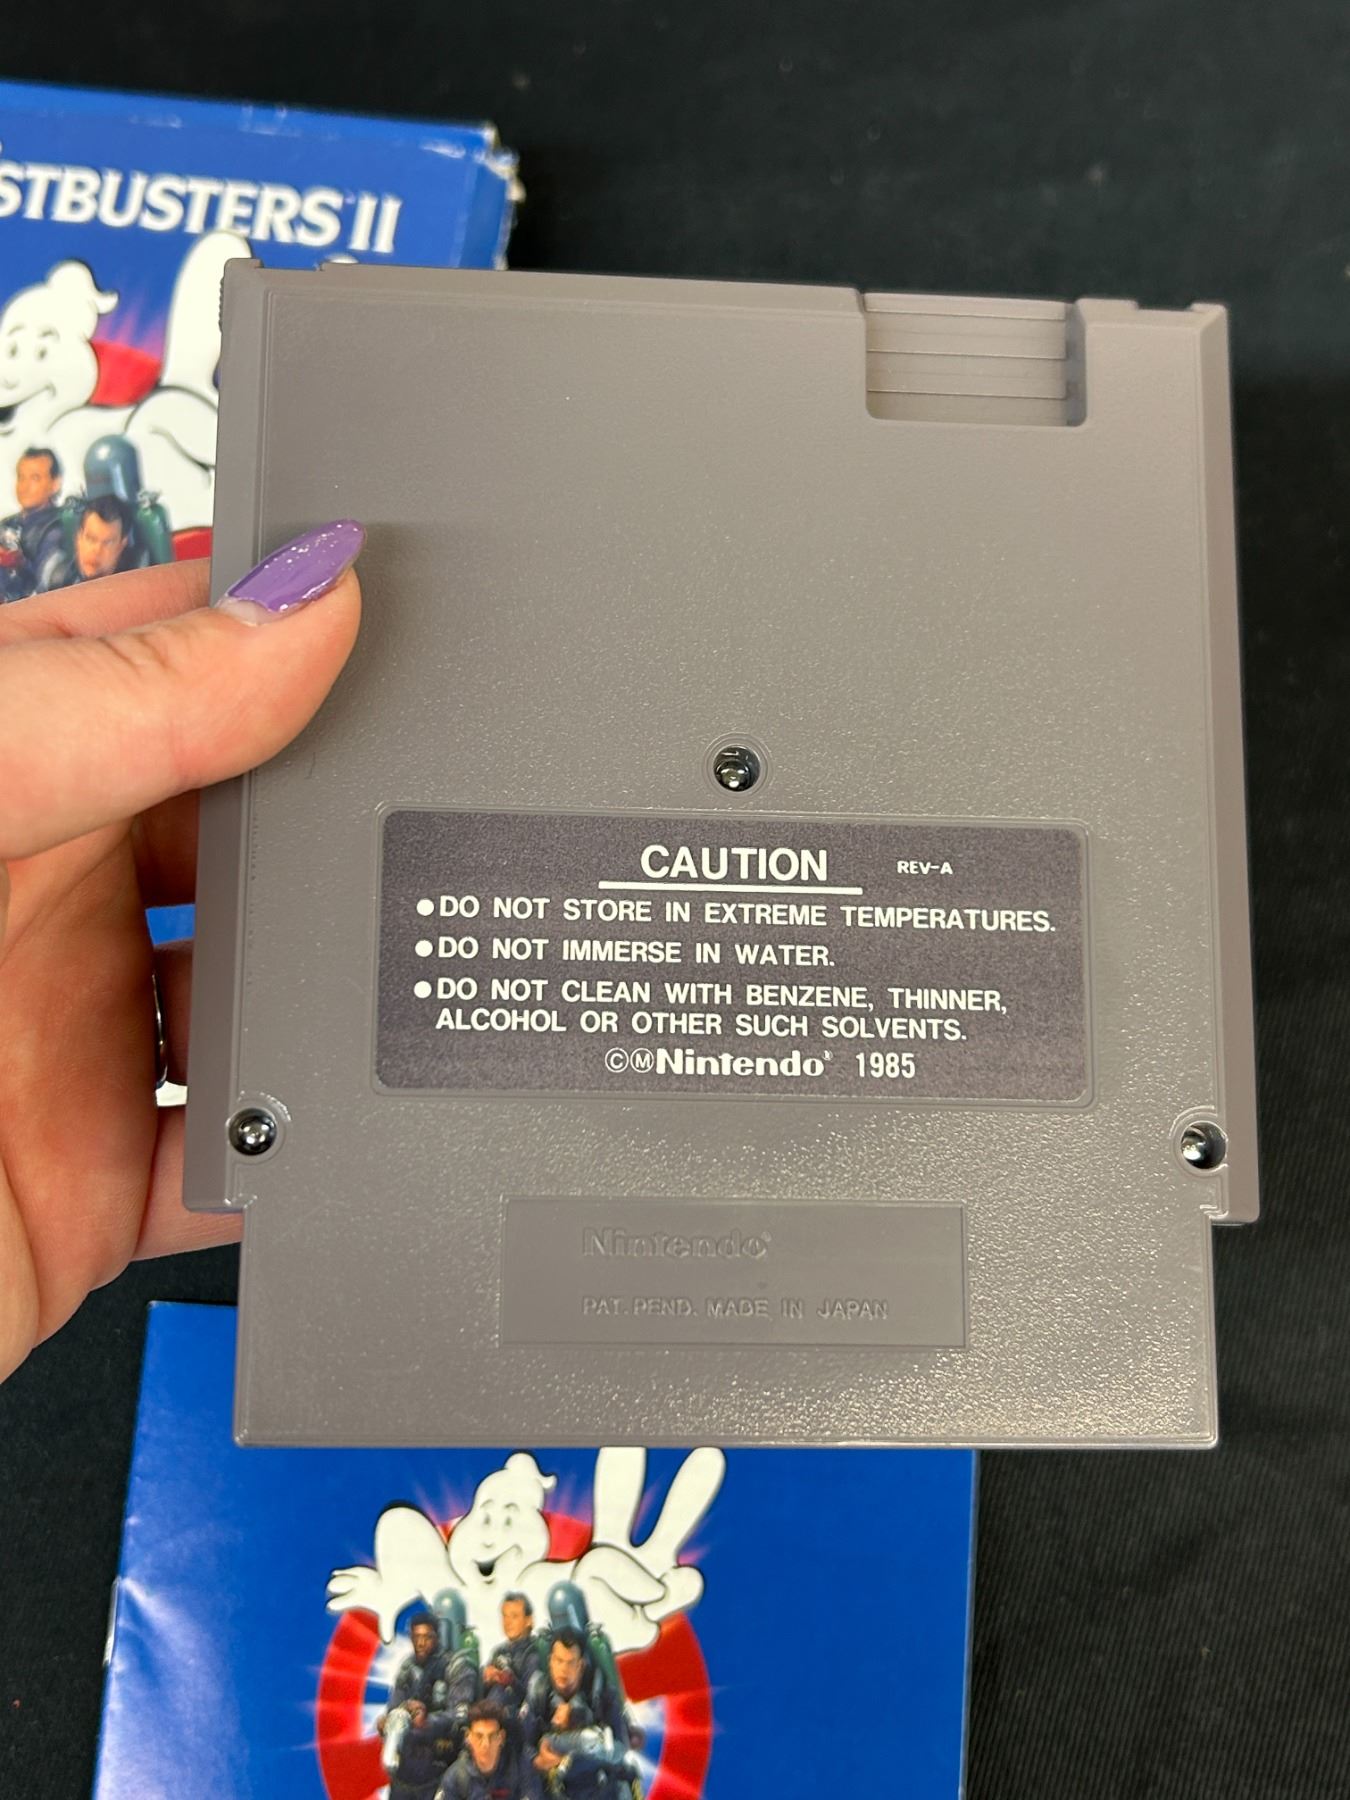 STBUSTERS II
CAUTION REV-A
●DO NOT STORE IN EXTREME TEMPERATURES.
●DO NOT IMMERSE IN WATER.
●DO NOT CLEAN WITH BENZENE, THINNER,
ALCOHOL OR OTHER SUCH SOLVENTS.
©ⓂNintendo® 1985
Nintendo®
PAT. PEND. MADE IN JAPAN